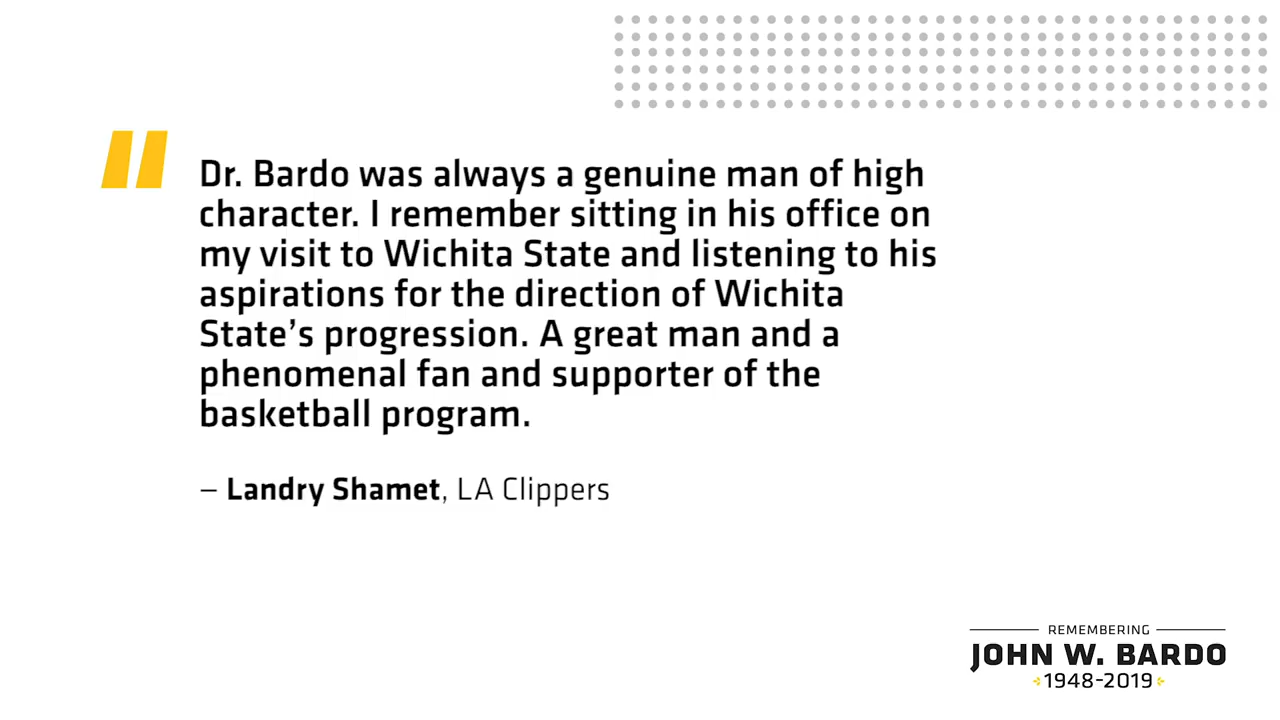 Dr. Bardo was always a genuine man of high
character. I remember sitting in his office on
my visit to Wichita State and listening to his
aspirations for the direction of Wichita
State’s progression. A great man and a
phenomenal fan and supporter of the
basketball program.
– Landry Shamet, LA Clippers
REMEMBERING
JOHN W. BARDO
1948-2019